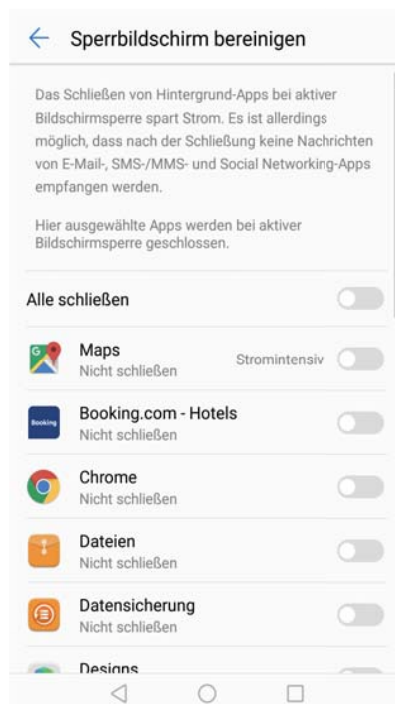 Sperrbildschirm bereinigen
Das Schließen von Hintergrund-Apps bei aktiver
Bildschirmsperre spart Strom. Es ist allerdings
möglich, dass nach der Schließung keine Nachrichten
von E-Mail-, SMS-/MMS- und Social Networking-Apps
empfangen werden.
Hier ausgewählte Apps werden bei aktiver
Bildschirmsperre geschlossen.
Alle schließen
G
Maps
Nicht schließen
Stromintensiv
Booking
Booking.com - Hotels
Nicht schließen
Chrome
Nicht schließen
Dateien
Nicht schließen
Datensicherung
Nicht schließen
Designs